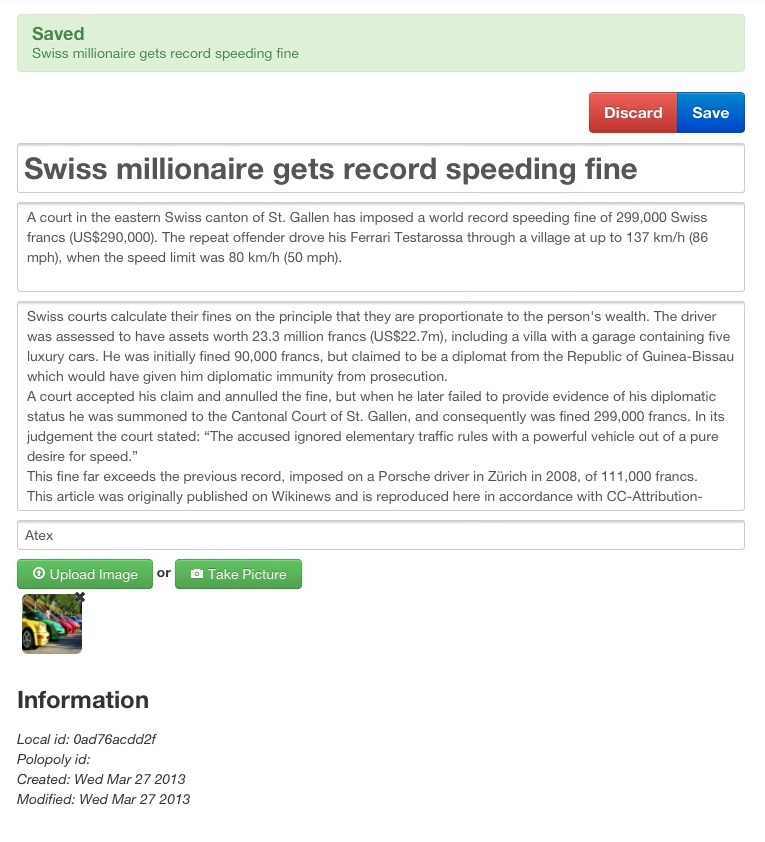 Saved
Swiss millionaire gets record speeding fine
Discard Save
Swiss millionaire gets record speeding fine
A court in the eastern Swiss canton of St. Gallen has imposed a world record speeding fine of 299,000 Swiss
francs (US$290,000). The repeat offender drove his Ferrari Testarossa through a village at up to 137 km/h (86
mph), when the speed limit was 80 km/h (50 mph).
Swiss courts calculate their fines on the principle that they are proportionate to the person's wealth. The driver
was assessed to have assets worth 23.3 million francs (US$22.7m), including a villa with a garage containing five
luxury cars. He was initially fined 90,000 francs, but claimed to be a diplomat from the Republic of Guinea-Bissau
which would have given him diplomatic immunity from prosecution.
A court accepted his claim and annulled the fine, but when he later failed to provide evidence of his diplomatic
status he was summoned to the Cantonal Court of St. Gallen, and consequently was fined 299,000 francs. In its
judgement the court stated: “The accused ignored elementary traffic rules with a powerful vehicle out of a pure
desire for speed.”
This fine far exceeds the previous record, imposed on a Porsche driver in Zürich in 2008, of 111,000 francs.
This article was originally published on Wikinews and is reproduced here in accordance with CC-Attribution-
Atex
Upload Image or Take Picture
Information
Local id: 0ad76acdd2f
Polopoly id:
Created: Wed Mar 27 2013
Modified: Wed Mar 27 2013